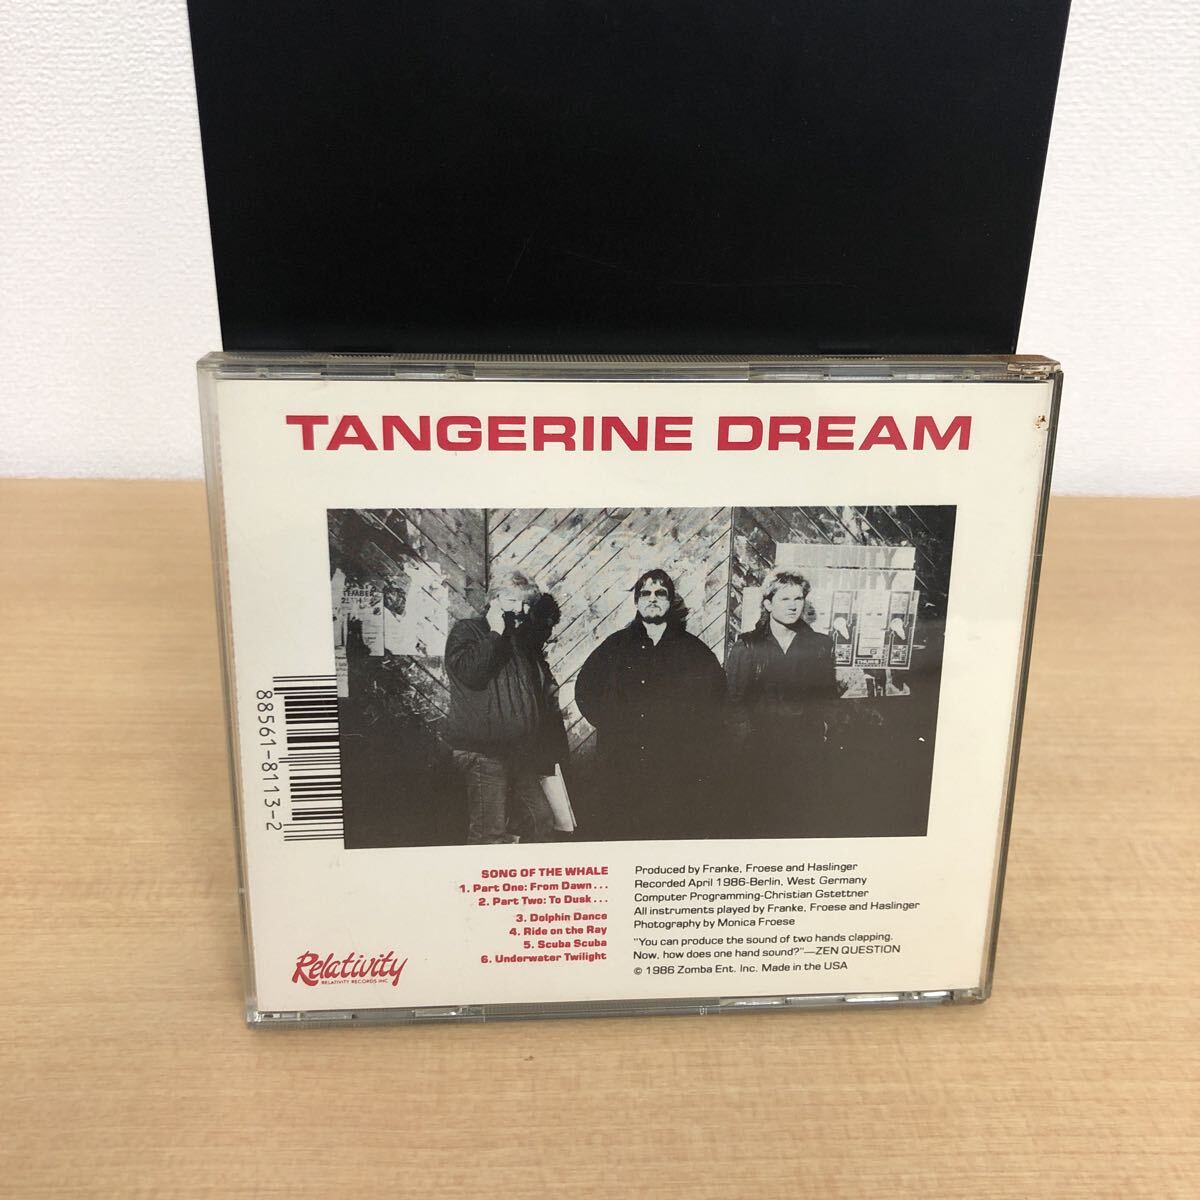 TANGERINE DREAM
TEMBER
INFINITY
88561-8113-2
SONG OF THE WHALE
1. Part One: From Dawn...
2. Part Two: To Dusk...
3. Dolphin Dance
4. Ride on the Ray
5. Scuba Scuba
6. Underwater Twilight
Produced by Franke, Froese and Haslinger
Recorded April 1986-Berlin, West Germany
Computer Programming-Christian Gstettner
All instruments played by Franke, Froese and Haslinger
Photography by Monica Froese
"You can produce the sound of two hands clapping.
Now, how does one hand sound?"—ZEN QUESTION
© 1986 Zomba Ent. Inc. Made in the USA
Relativity
RELATIVITY RECORDS INC.